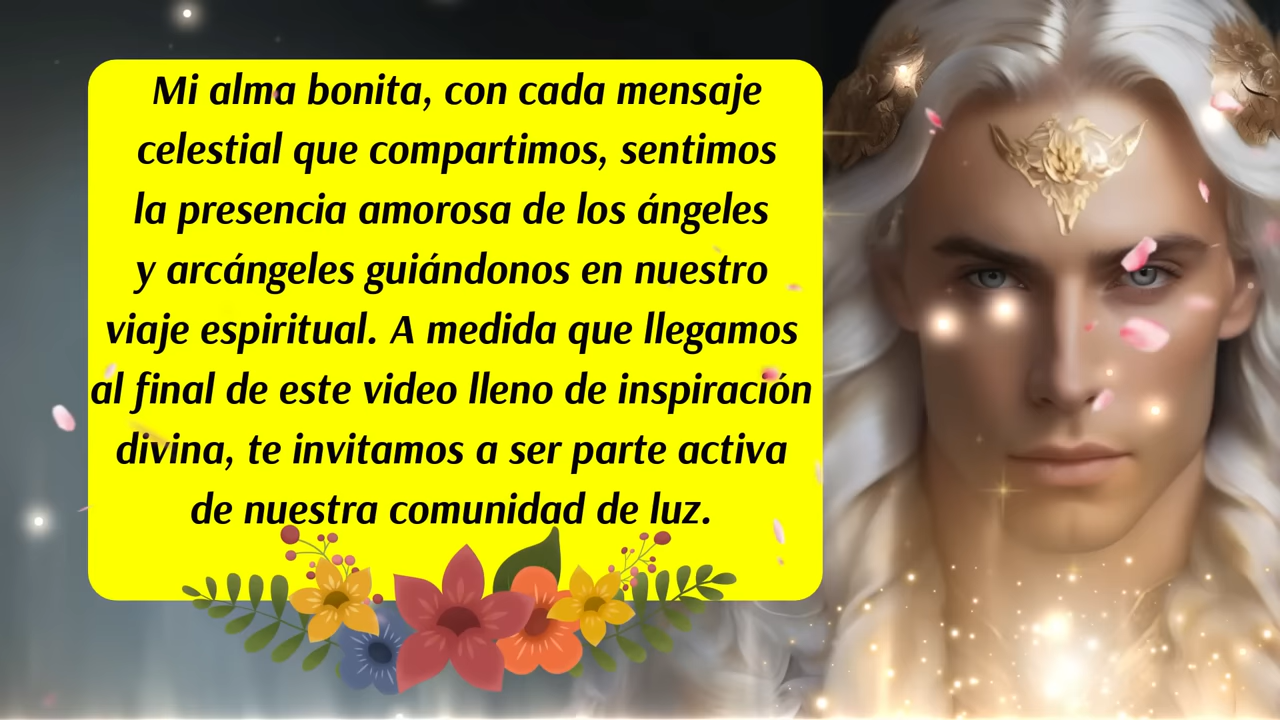 Mi alma bonita, con cada mensaje
celestial que compartimos, sentimos
la presencia amorosa de los ángeles
y arcángeles guiándonos en nuestro
viaje espiritual. A medida que llegamos
al final de este video lleno de inspiración
divina, te invitamos a ser parte activa
de nuestra comunidad de luz.